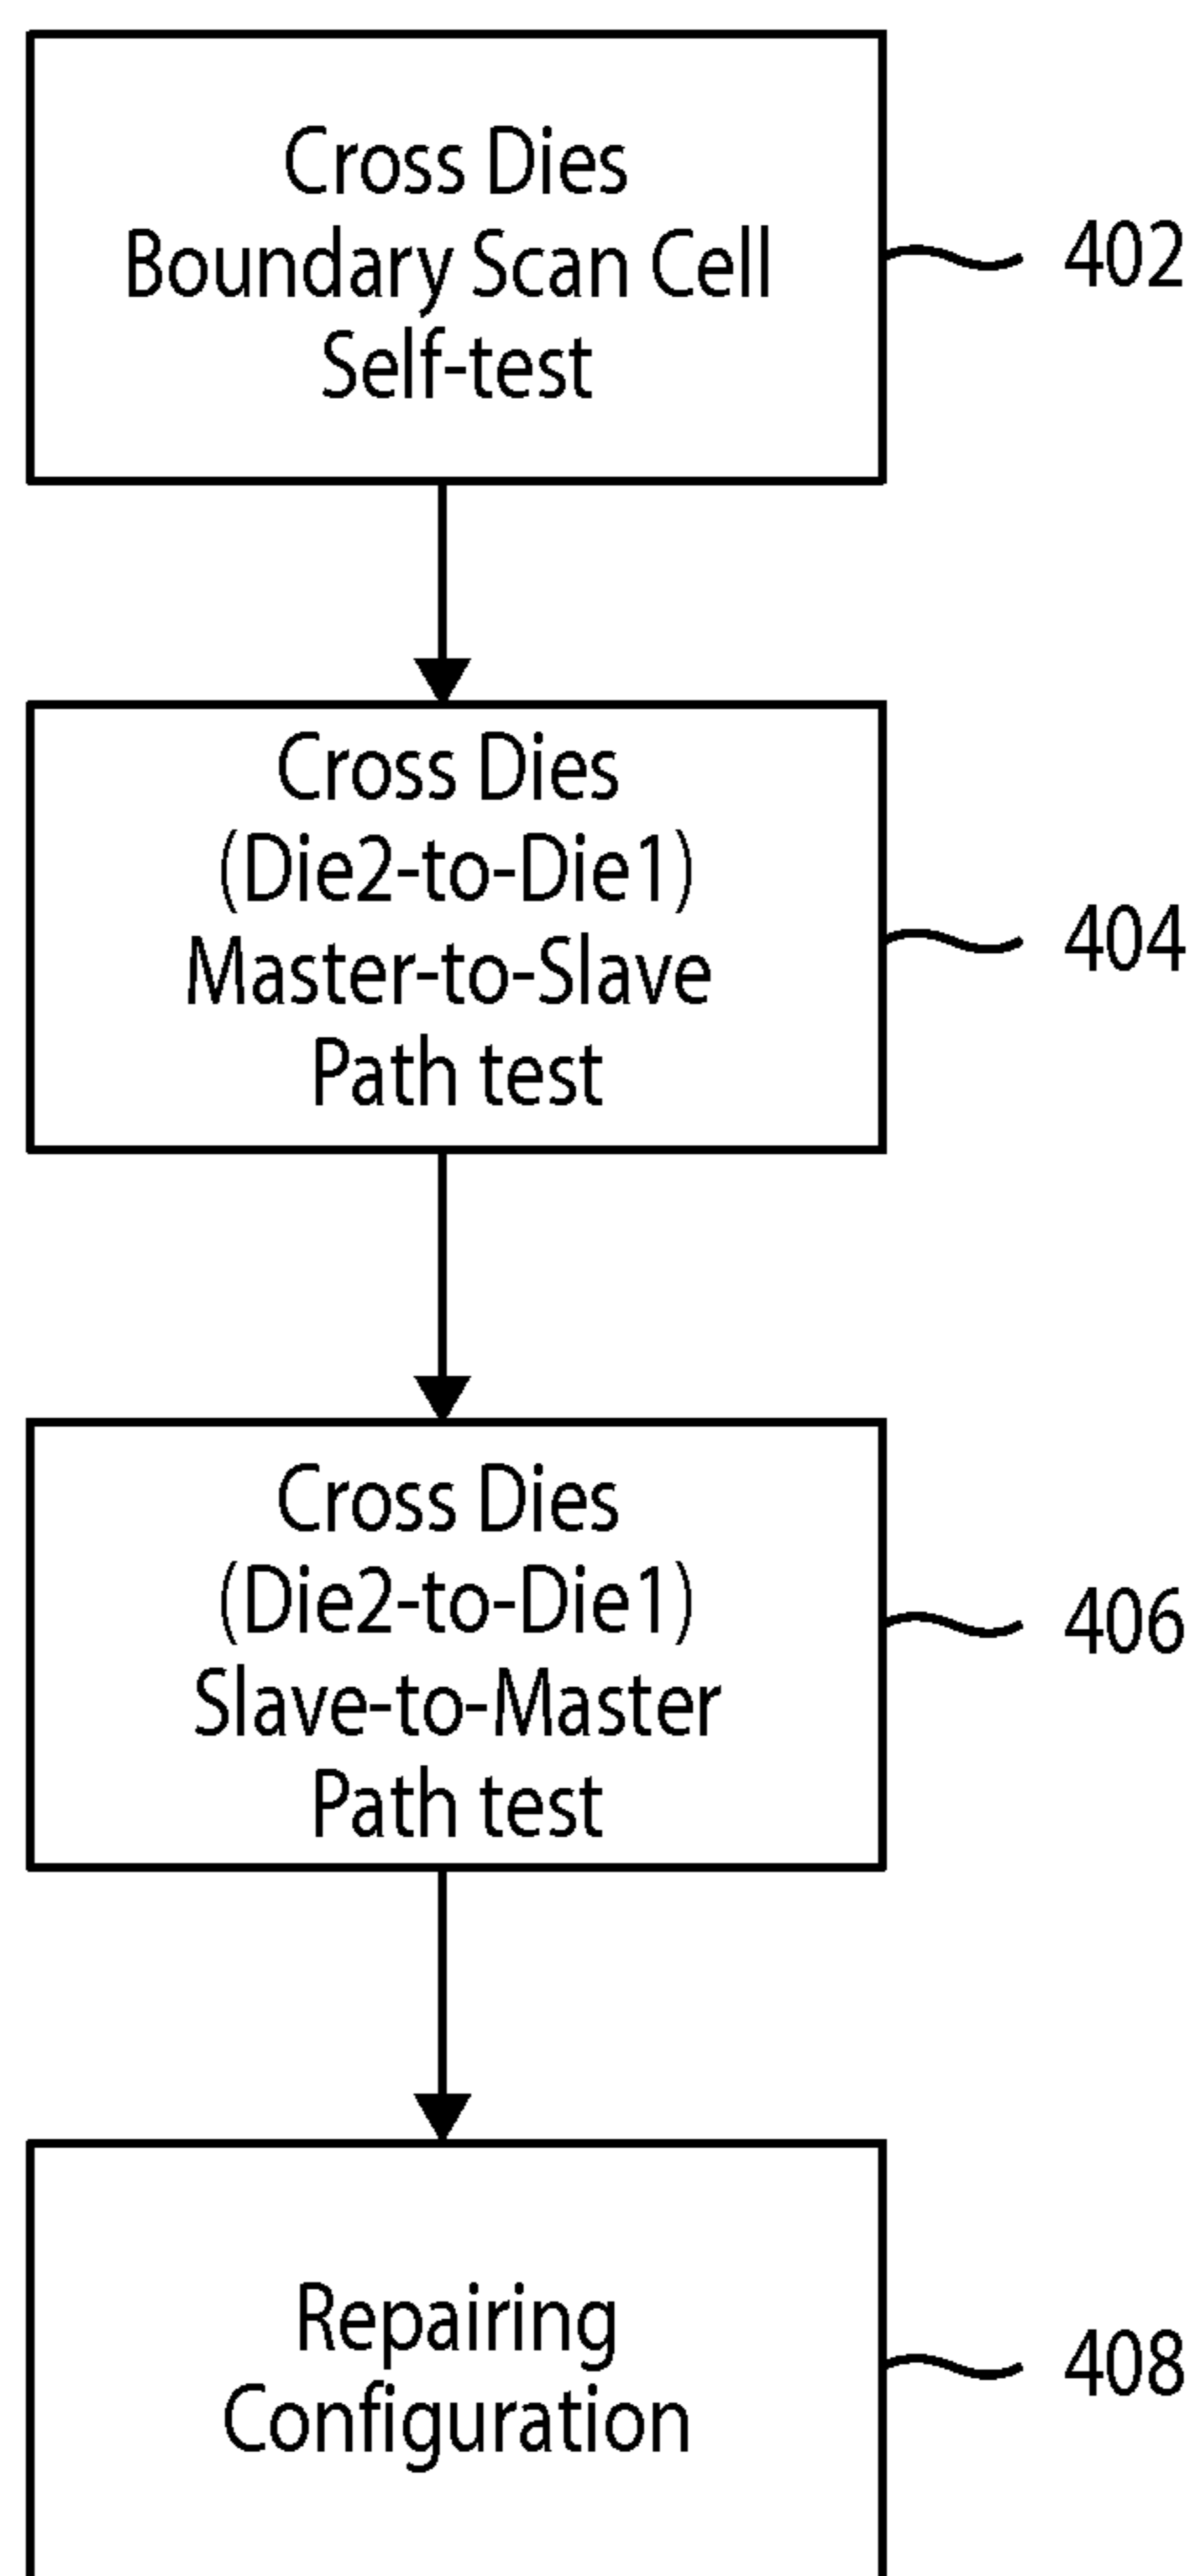 Cross Dies
Boundary Scan Cell
Self-test
402
Cross Dies
(Die2-to-Die1)
Master-to-Slave
Path test
404
Cross Dies
(Die2-to-Die1)
Slave-to-Master
Path test
406
Repairing
Configuration
408